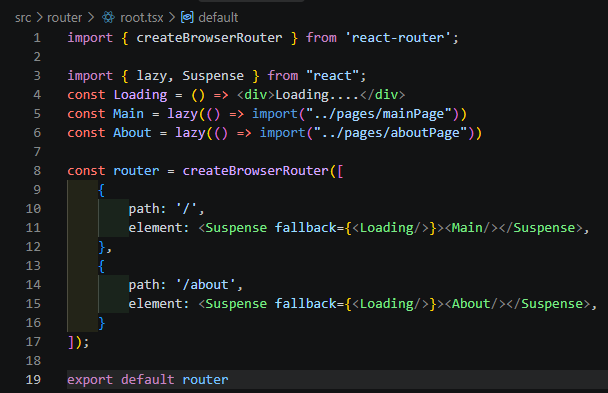 src > router > root.tsx > default
1 import { createBrowserRouter } from 'react-router';
2
3 import { lazy, Suspense } from "react";
4 const Loading = () => <div>Loading....</div>
5 const Main = lazy(() => import("../pages/mainPage"))
6 const About = lazy(() => import("../pages/aboutPage"))
7
8 const router = createBrowserRouter([
9     {
10         path: '/',
11         element: <Suspense fallback={<Loading/>}><Main/></Suspense>,
12     },
13     {
14         path: '/about',
15         element: <Suspense fallback={<Loading/>}><About/></Suspense>,
16     }
17 ]);
18
19 export default router